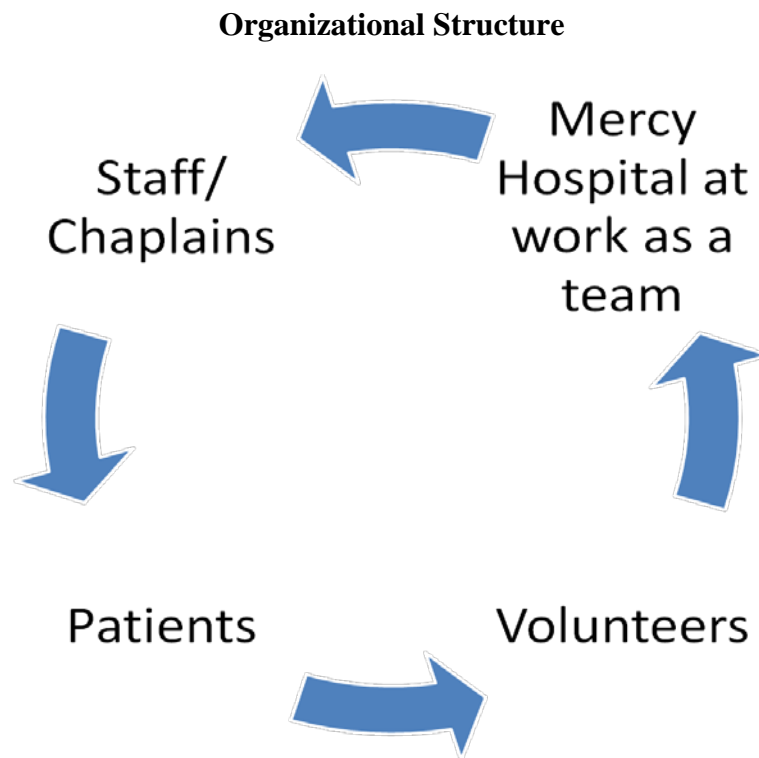 Organizational Structure
Staff/
Chaplains
Mercy
Hospital at
work as a
team
Patients
Volunteers